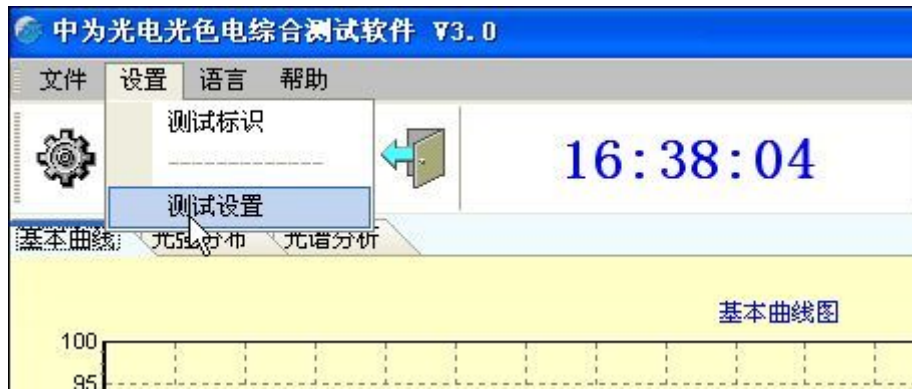 中为光电光色电综合测试软件 V3.0
文件 设置 语言 帮助
测试标识
16:38:04
测试设置
基本曲线 光强分布 光谱分析
基本曲线图
100
95